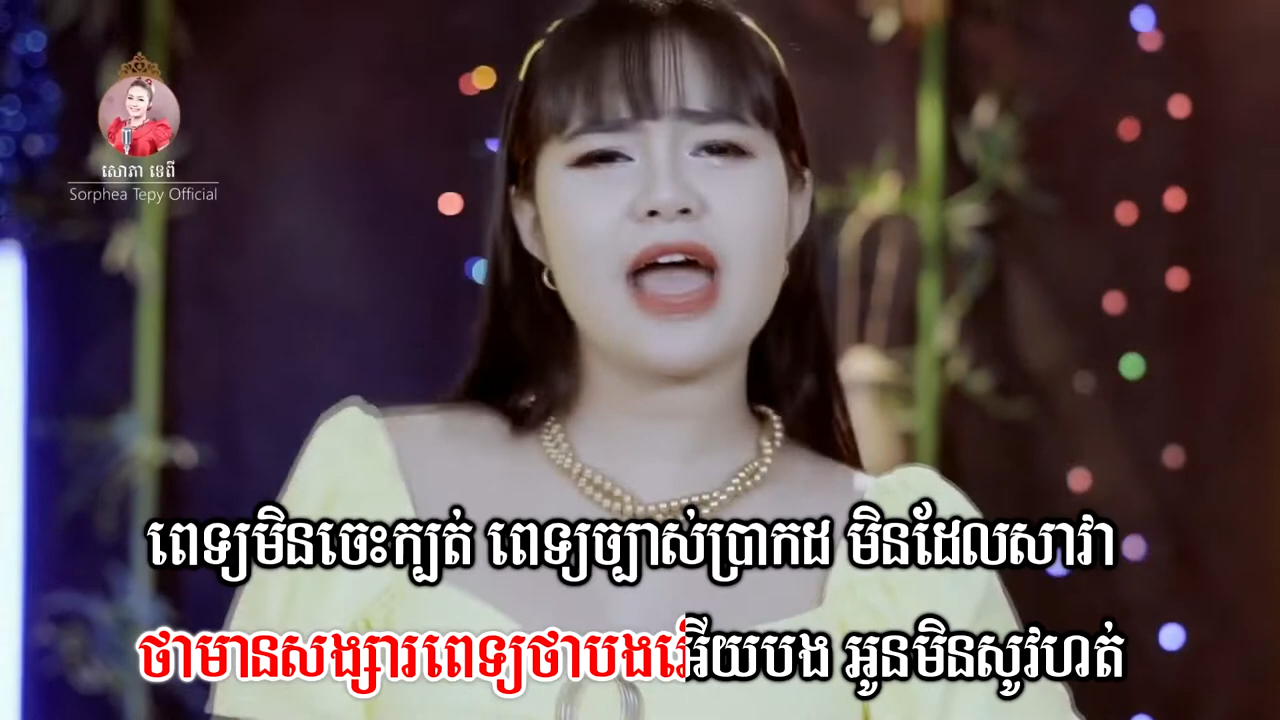 សោភា ទេពី
Sorphea Tepy Official
ពេទ្យមិនចេះក្បត់ ពេទ្យច្បាស់ប្រាកដ មិនដែលសាវា
ថាមានសង្សារពេទ្យថាបងអើយបង អូនមិនសូវហត់